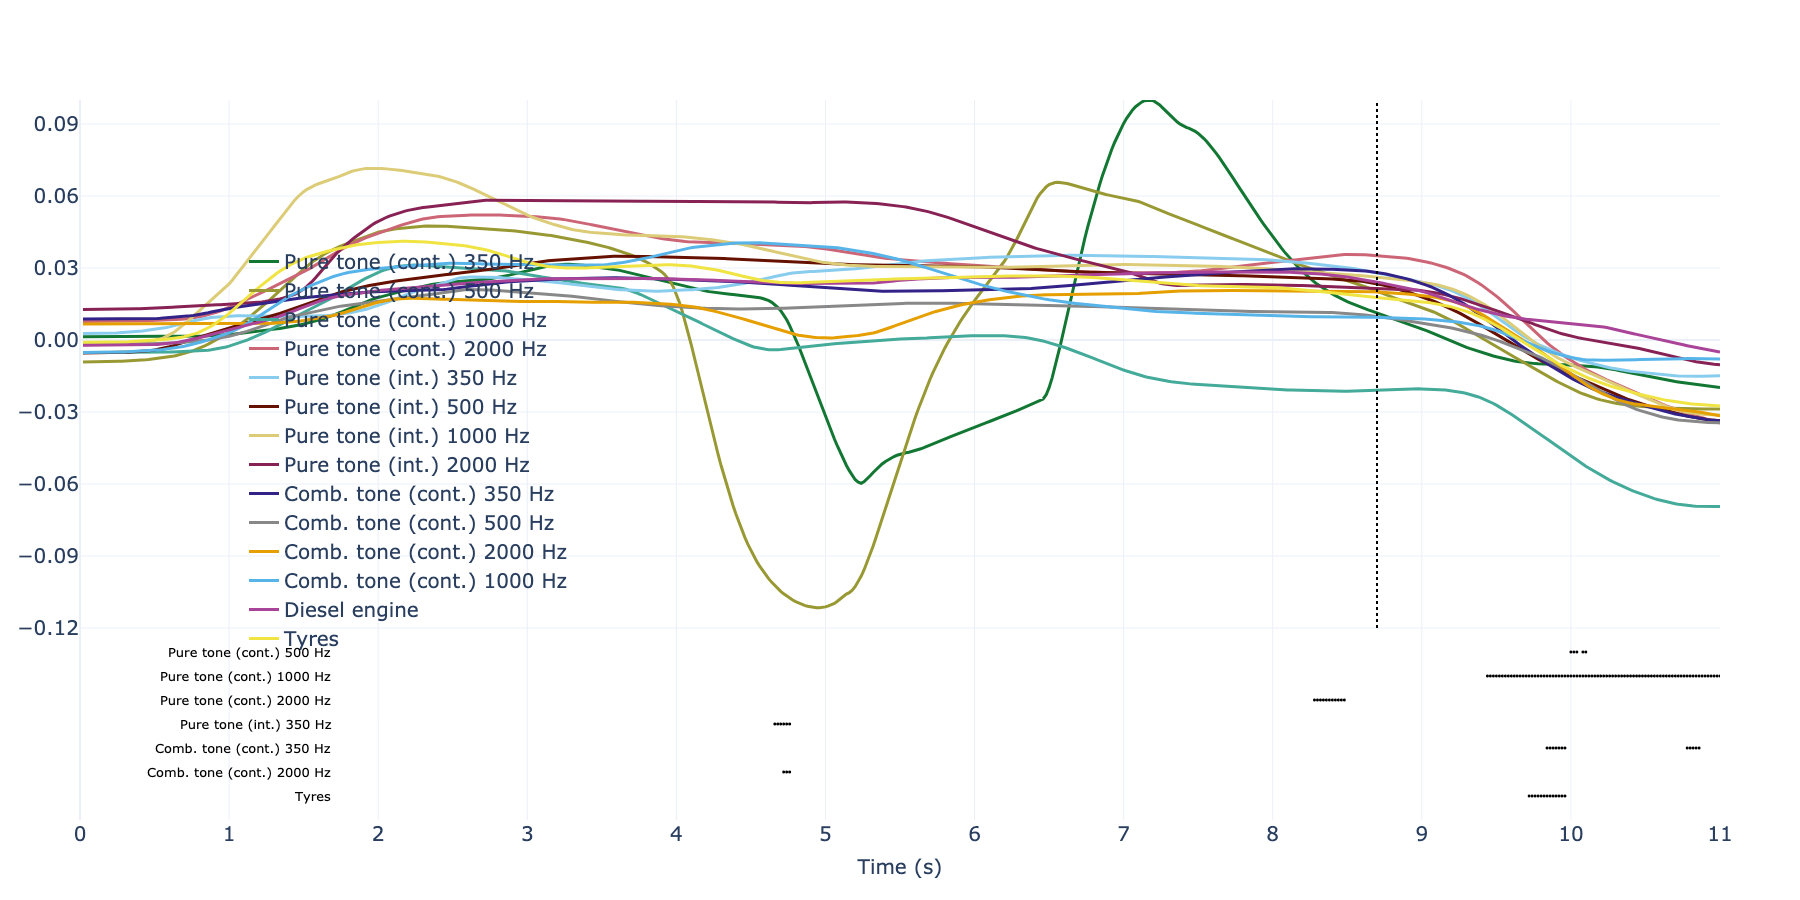 0.09
0.06
0.03
0.00
−0.03
−0.06
−0.09
−0.12
Pure tone (cont.) 350 Hz
Pure tone (cont.) 500 Hz
Pure tone (cont.) 1000 Hz
Pure tone (cont.) 2000 Hz
Pure tone (int.) 350 Hz
Pure tone (int.) 500 Hz
Pure tone (int.) 1000 Hz
Pure tone (int.) 2000 Hz
Comb. tone (cont.) 350 Hz
Comb. tone (cont.) 500 Hz
Comb. tone (cont.) 2000 Hz
Comb. tone (cont.) 1000 Hz
Diesel engine
Tyres
Pure tone (cont.) 500 Hz
Pure tone (cont.) 1000 Hz
Pure tone (cont.) 2000 Hz
Pure tone (int.) 350 Hz
Comb. tone (cont.) 350 Hz
Comb. tone (cont.) 2000 Hz
Tyres
0 1 2 3 4 5 6 7 8 9 10 11
Time (s)